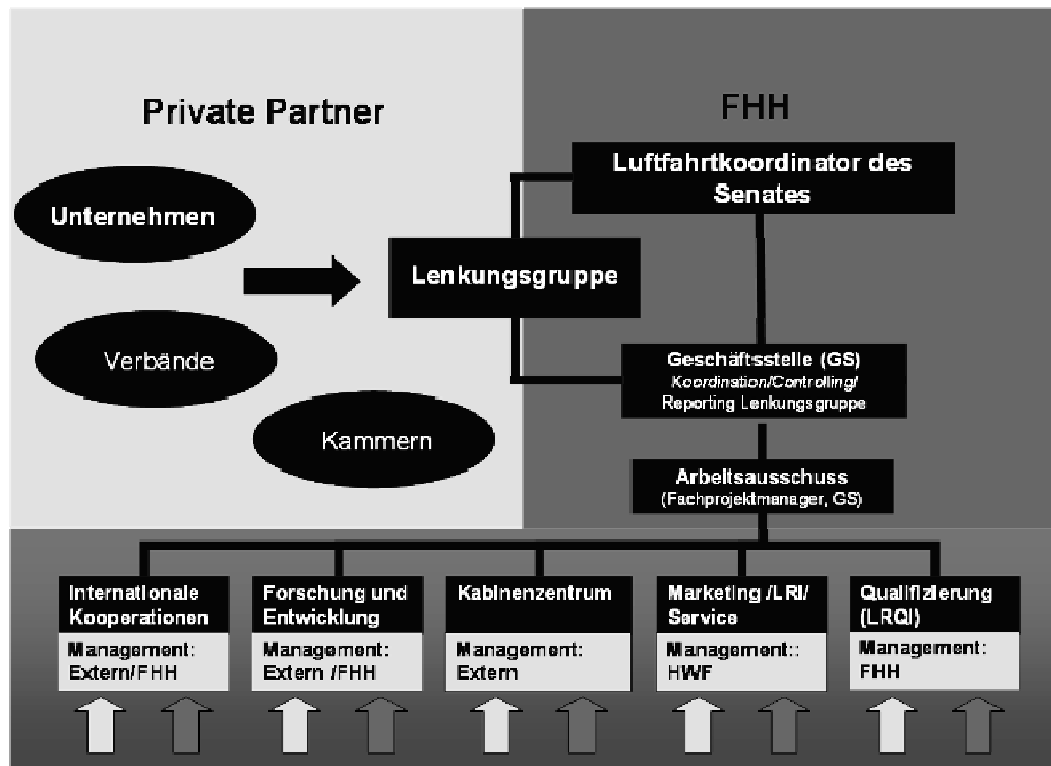 Private Partner
FHH
Luftfahrtkoordinator des
Senates
Unternehmen
Lenkungsgruppe
Verbände
Geschäftsstelle (GS)
Koordination/Controlling/
Reporting Lenkungsgruppe
Kammern
Arbeitsausschuss
(Fachprojektmanager, GS)
Internationale
Kooperationen
Management:
Extern/FHH
Forschung und
Entwicklung
Management:
Extern /FHH
Kabinenzentrum
Management:
Extern
Marketing /LRI/
Service
Management::
HWF
Qualifizierung
(LRQI)
Management:
FHH